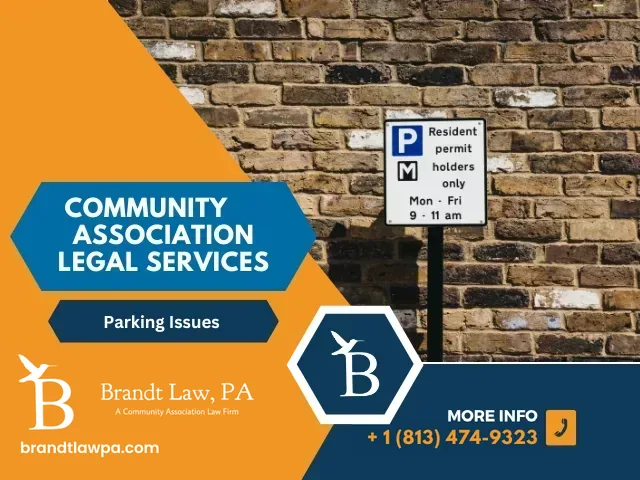 COMMUNITY
ASSOCIATION
LEGAL SERVICES
Parking Issues
B
Brandt Law, PA
A Community Association Law Firm
brandtlawpa.com
P Resident
permit
M holders
only
Mon - Fri
9 - 11 am
B
MORE INFO
+ 1 (813) 474-9323